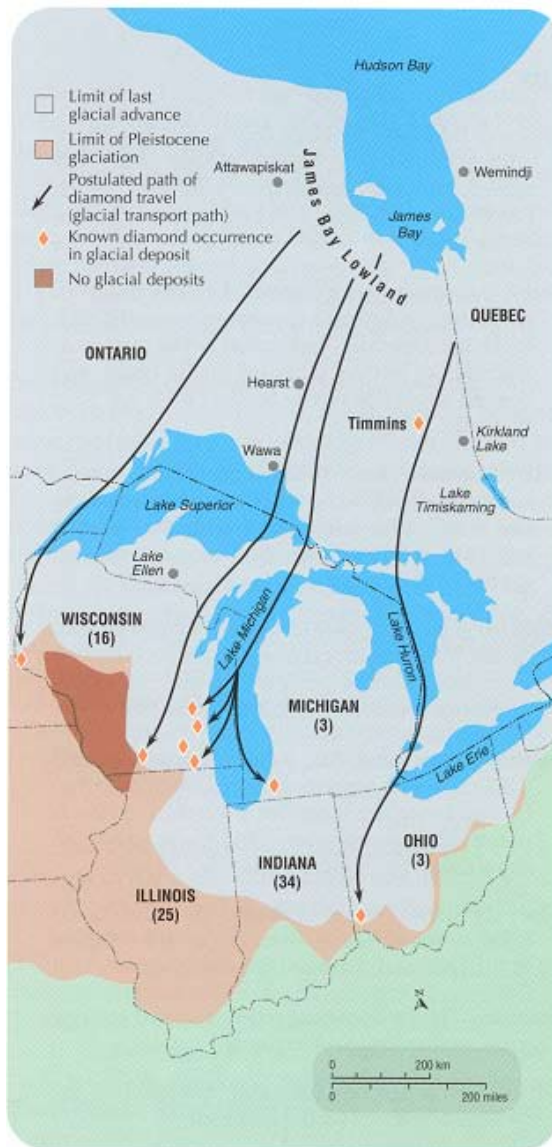 Hudson Bay
Limit of last
glacial advance
Limit of Pleistocene
glaciation
Postulated path of
diamond travel
(glacial transport path)
Known diamond occurrence
in glacial deposit
No glacial deposits
Attawapiskat
Wemindji
James Bay Lowland
James
Bay
ONTARIO
QUEBEC
Hearst
Timmins
Kirkland
Lake
Wawa
Lake
Timiskaming
Lake Superior
Lake
Ellen
WISCONSIN
(16)
Lake Michigan
Lake Huron
MICHIGAN
(3)
Lake Erie
OHIO
(3)
INDIANA
(34)
ILLINOIS
(25)
N
0 200 km
0 200 miles